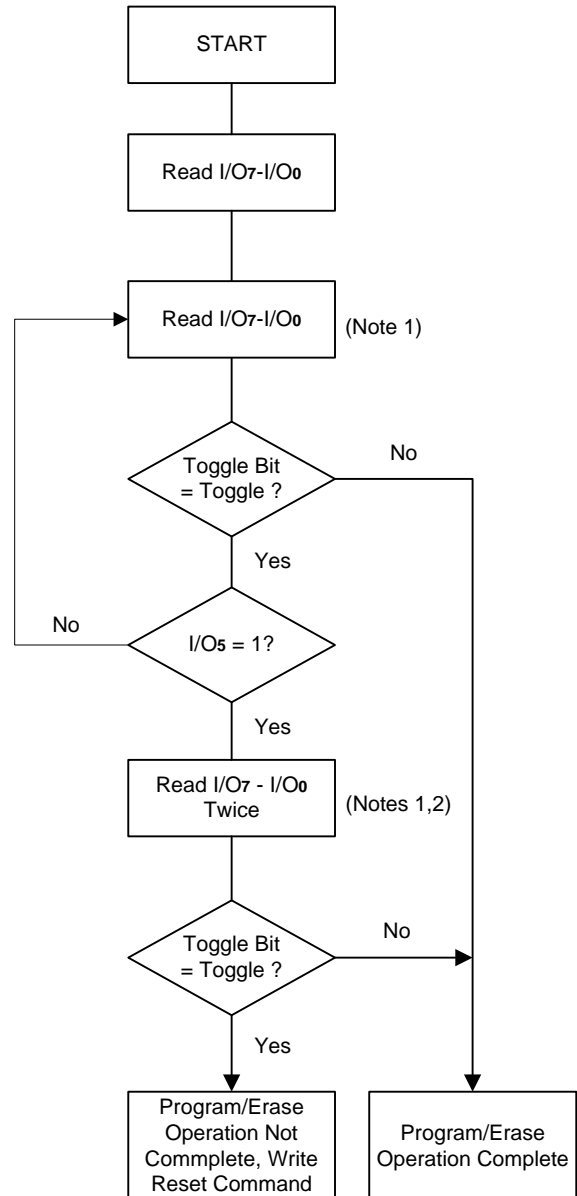 START
Read I/O7-I/O0
Read I/O7-I/O0
(Note 1)
Toggle Bit
= Toggle ?
No
Yes
I/O5 = 1?
No
Yes
Read I/O7 - I/O0
Twice
(Notes 1,2)
Toggle Bit
= Toggle ?
No
Yes
Program/Erase
Operation Not
Commplete, Write
Reset Command
Program/Erase
Operation Complete